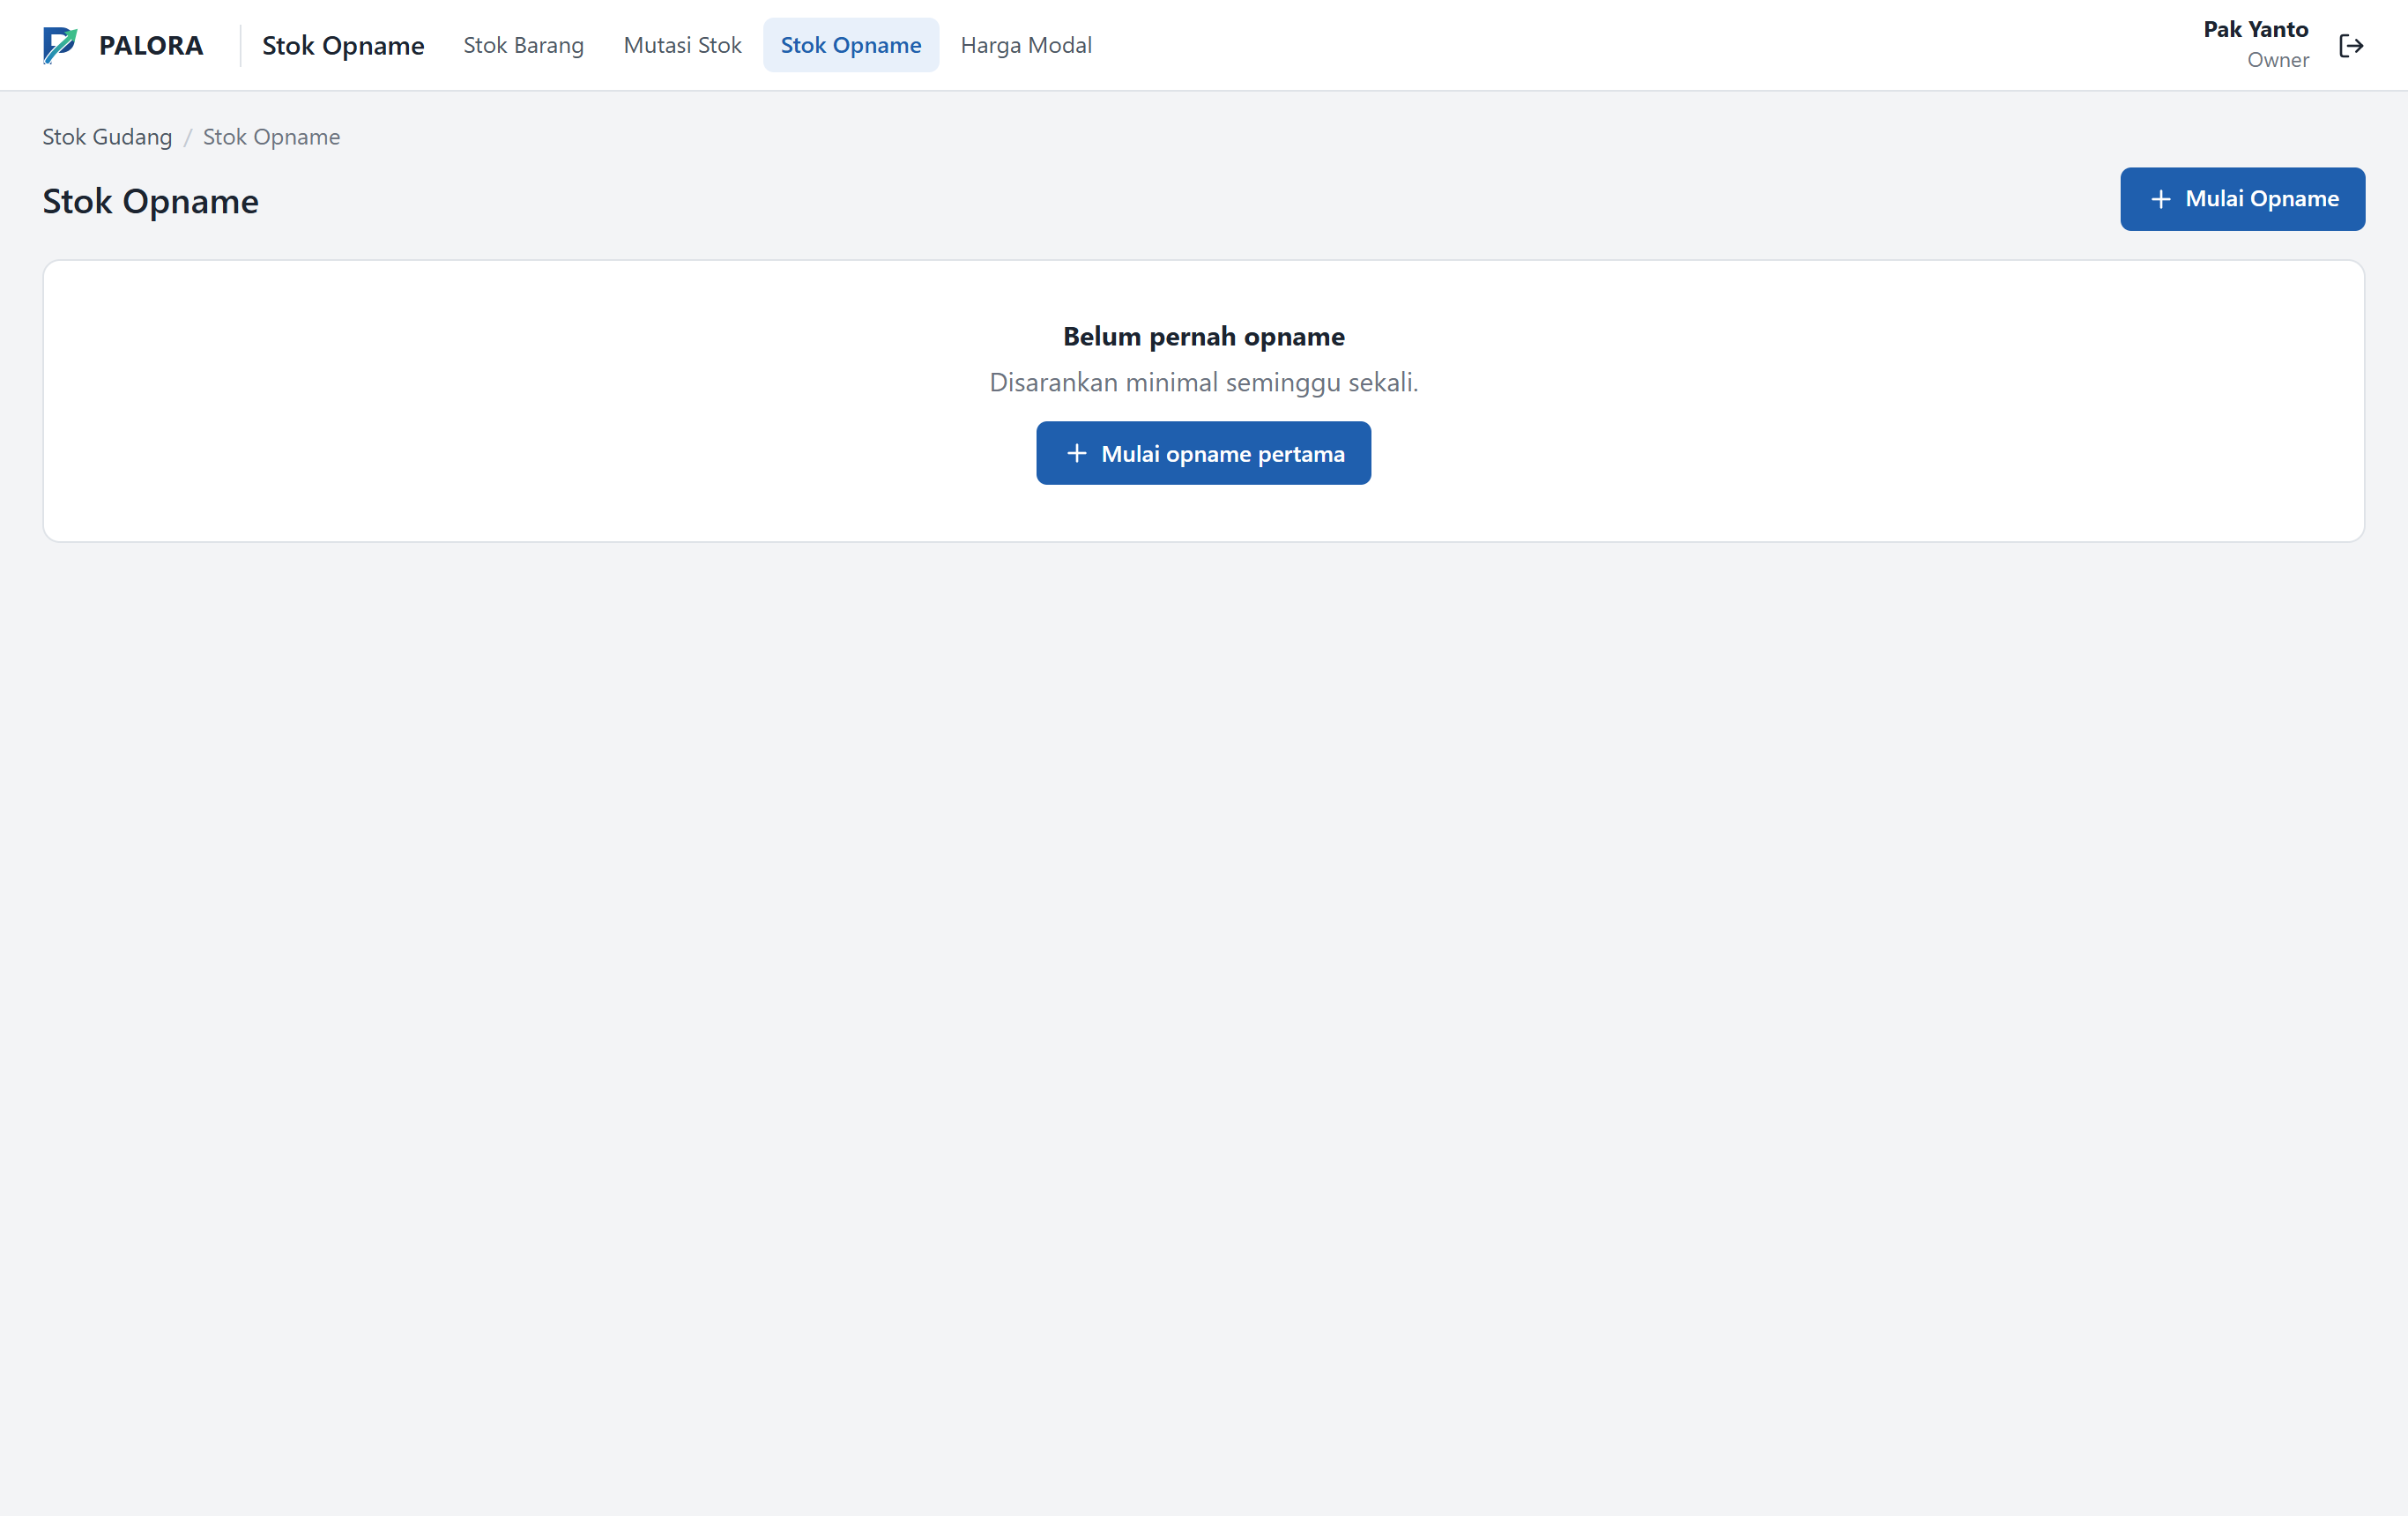 PALORA
Stok Opname
Stok Barang
Mutasi Stok
Stok Opname
Harga Modal
Pak Yanto
Owner
Stok Gudang / Stok Opname
Stok Opname
+ Mulai Opname
Belum pernah opname
Disarankan minimal seminggu sekali.
+ Mulai opname pertama